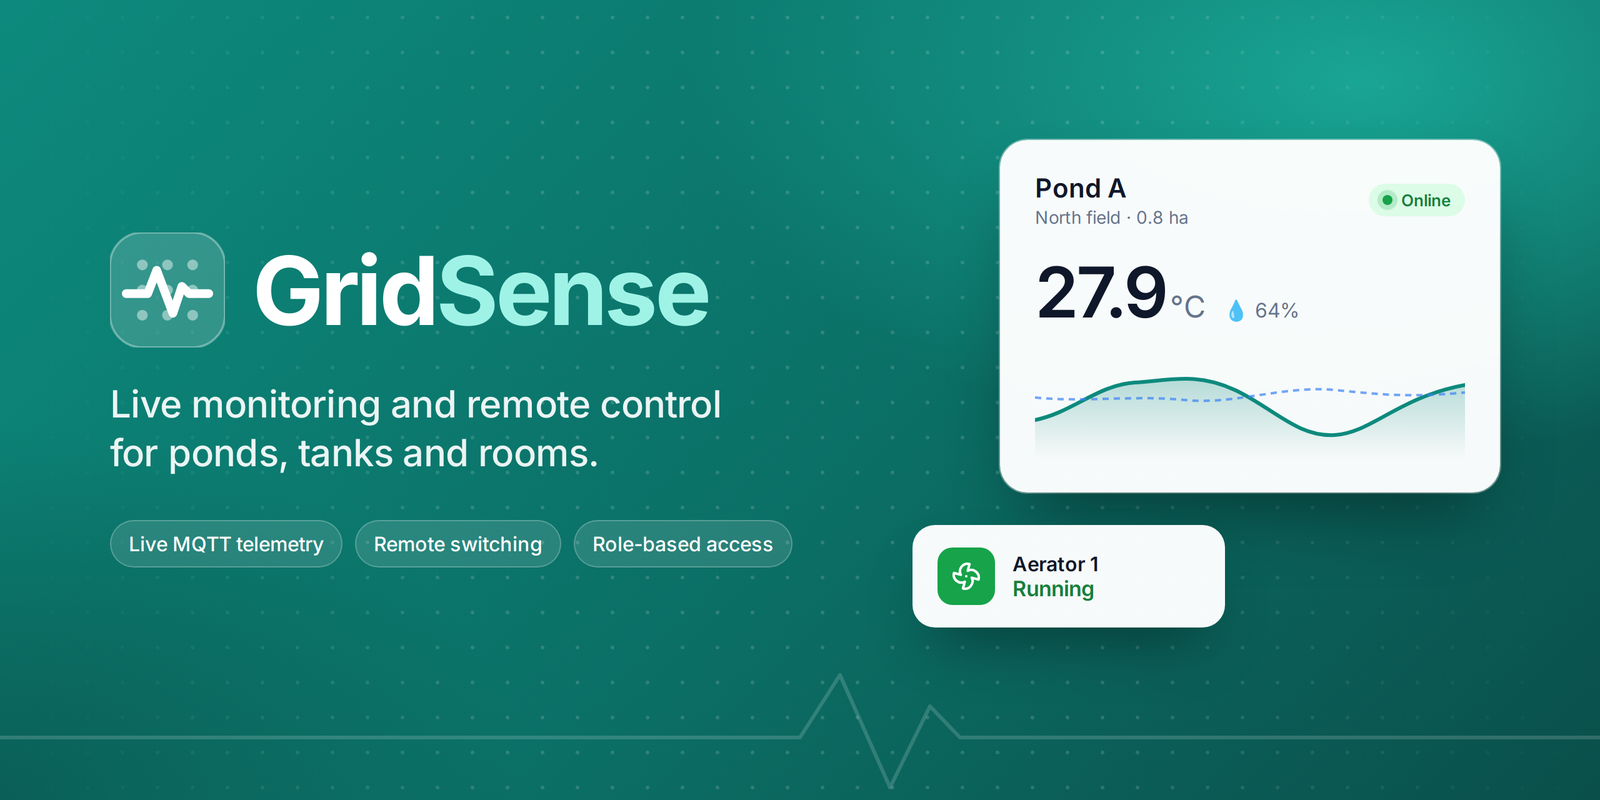 GridSense
Live monitoring and remote control
for ponds, tanks and rooms.
Live MQTT telemetry
Remote switching
Role-based access
Pond A
North field · 0.8 ha
Online
27.9°C
64%
Aerator 1
Running